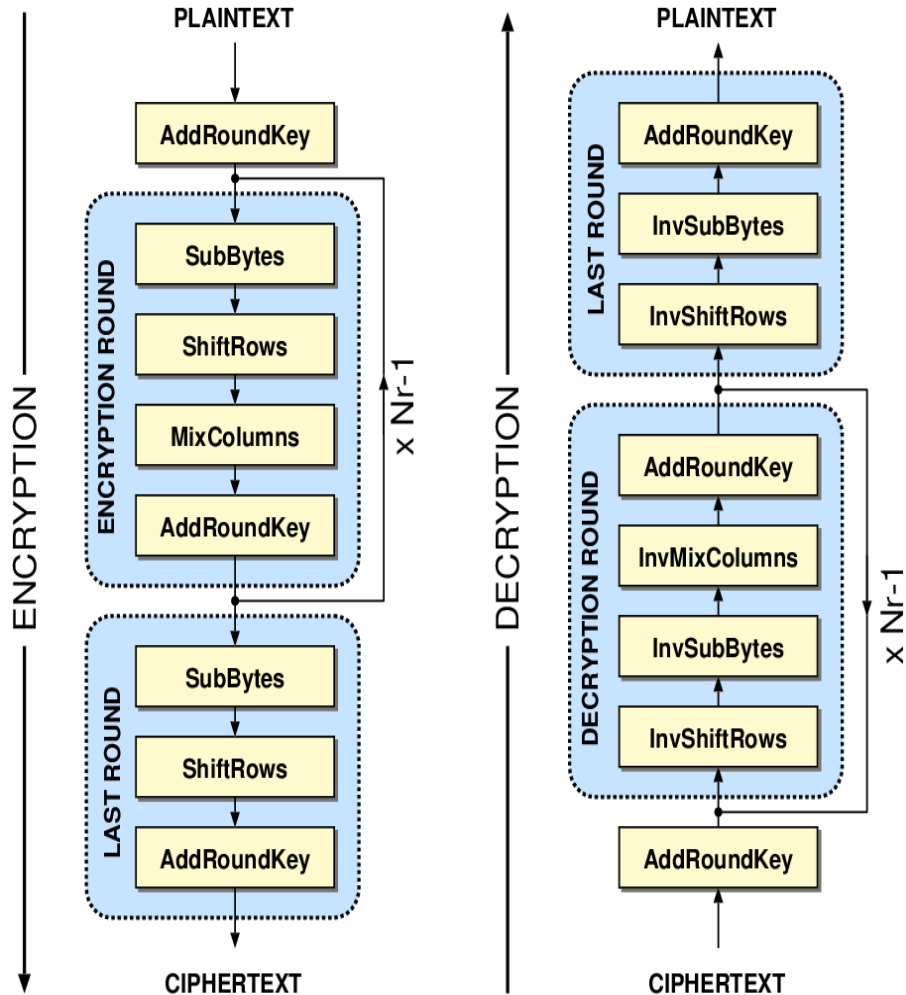 PLAINTEXT
AddRoundKey
ENCRYPTION ROUND
SubBytes
ShiftRows
MixColumns
AddRoundKey
x Nr-1
ENCRYPTION
LAST ROUND
SubBytes
ShiftRows
AddRoundKey
CIPHERTEXT
PLAINTEXT
LAST ROUND
AddRoundKey
InvSubBytes
InvShiftRows
DECRYPTION
DECRYPTION ROUND
AddRoundKey
InvMixColumns
InvSubBytes
InvShiftRows
x Nr-1
AddRoundKey
CIPHERTEXT